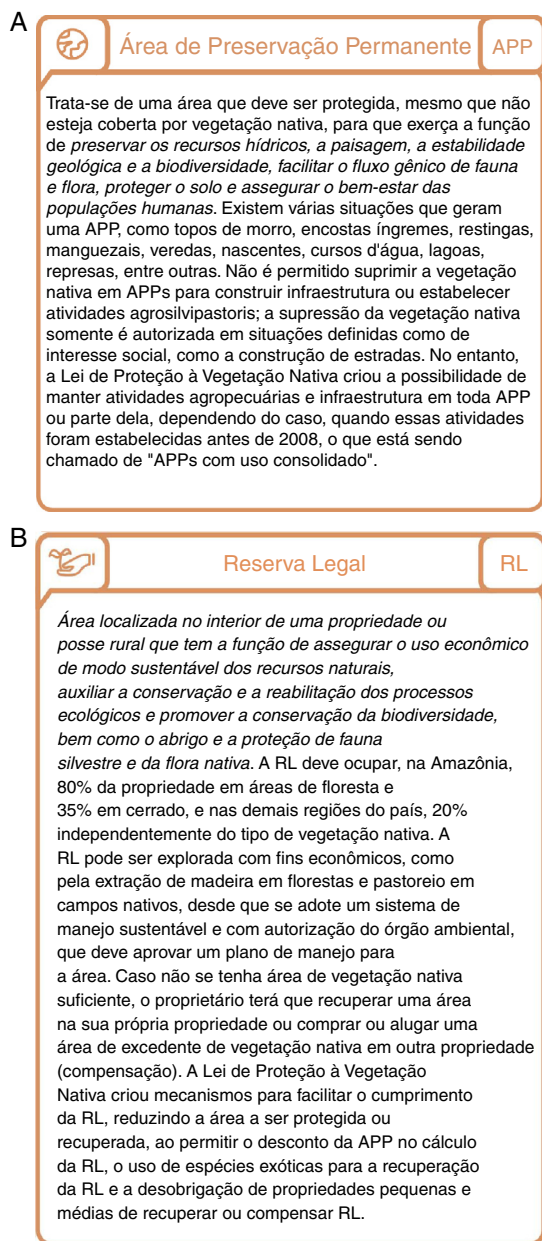 A
Área de Preservação Permanente APP
Trata-se de uma área que deve ser protegida, mesmo que não
esteja coberta por vegetação nativa, para que exerça a função
de preservar os recursos hídricos, a paisagem, a estabilidade
geológica e a biodiversidade, facilitar o fluxo gênico de fauna
e flora, proteger o solo e assegurar o bem-estar das
populações humanas. Existem várias situações que geram
uma APP, como topos de morro, encostas íngremes, restingas,
manguezais, veredas, nascentes, cursos d'água, lagoas,
represas, entre outras. Não é permitido suprimir a vegetação
nativa em APPs para construir infraestrutura ou estabelecer
atividades agrosilvipastoris; a supressão da vegetação nativa
somente é autorizada em situações definidas como de
interesse social, como a construção de estradas. No entanto,
a Lei de Proteção à Vegetação Nativa criou a possibilidade de
manter atividades agropecuárias e infraestrutura em toda APP
ou parte dela, dependendo do caso, quando essas atividades
foram estabelecidas antes de 2008, o que está sendo
chamado de "APPs com uso consolidado".
B
Reserva Legal RL
Área localizada no interior de uma propriedade ou
posse rural que tem a função de assegurar o uso econômico
de modo sustentável dos recursos naturais,
auxiliar a conservação e a reabilitação dos processos
ecológicos e promover a conservação da biodiversidade,
bem como o abrigo e a proteção de fauna
silvestre e da flora nativa. A RL deve ocupar, na Amazônia,
80% da propriedade em áreas de floresta e
35% em cerrado, e nas demais regiões do país, 20%
independentemente do tipo de vegetação nativa. A
RL pode ser explorada com fins econômicos, como
pela extração de madeira em florestas e pastoreio em
campos nativos, desde que se adote um sistema de
manejo sustentável e com autorização do órgão ambiental,
que deve aprovar um plano de manejo para
a área. Caso não se tenha área de vegetação nativa
suficiente, o proprietário terá que recuperar uma área
na sua própria propriedade ou comprar ou alugar uma
área de excedente de vegetação nativa em outra propriedade
(compensação). A Lei de Proteção à Vegetação
Nativa criou mecanismos para facilitar o cumprimento
da RL, reduzindo a área a ser protegida ou
recuperada, ao permitir o desconto da APP no cálculo
da RL, o uso de espécies exóticas para a recuperação
da RL e a desobrigação de propriedades pequenas e
médias de recuperar ou compensar RL.